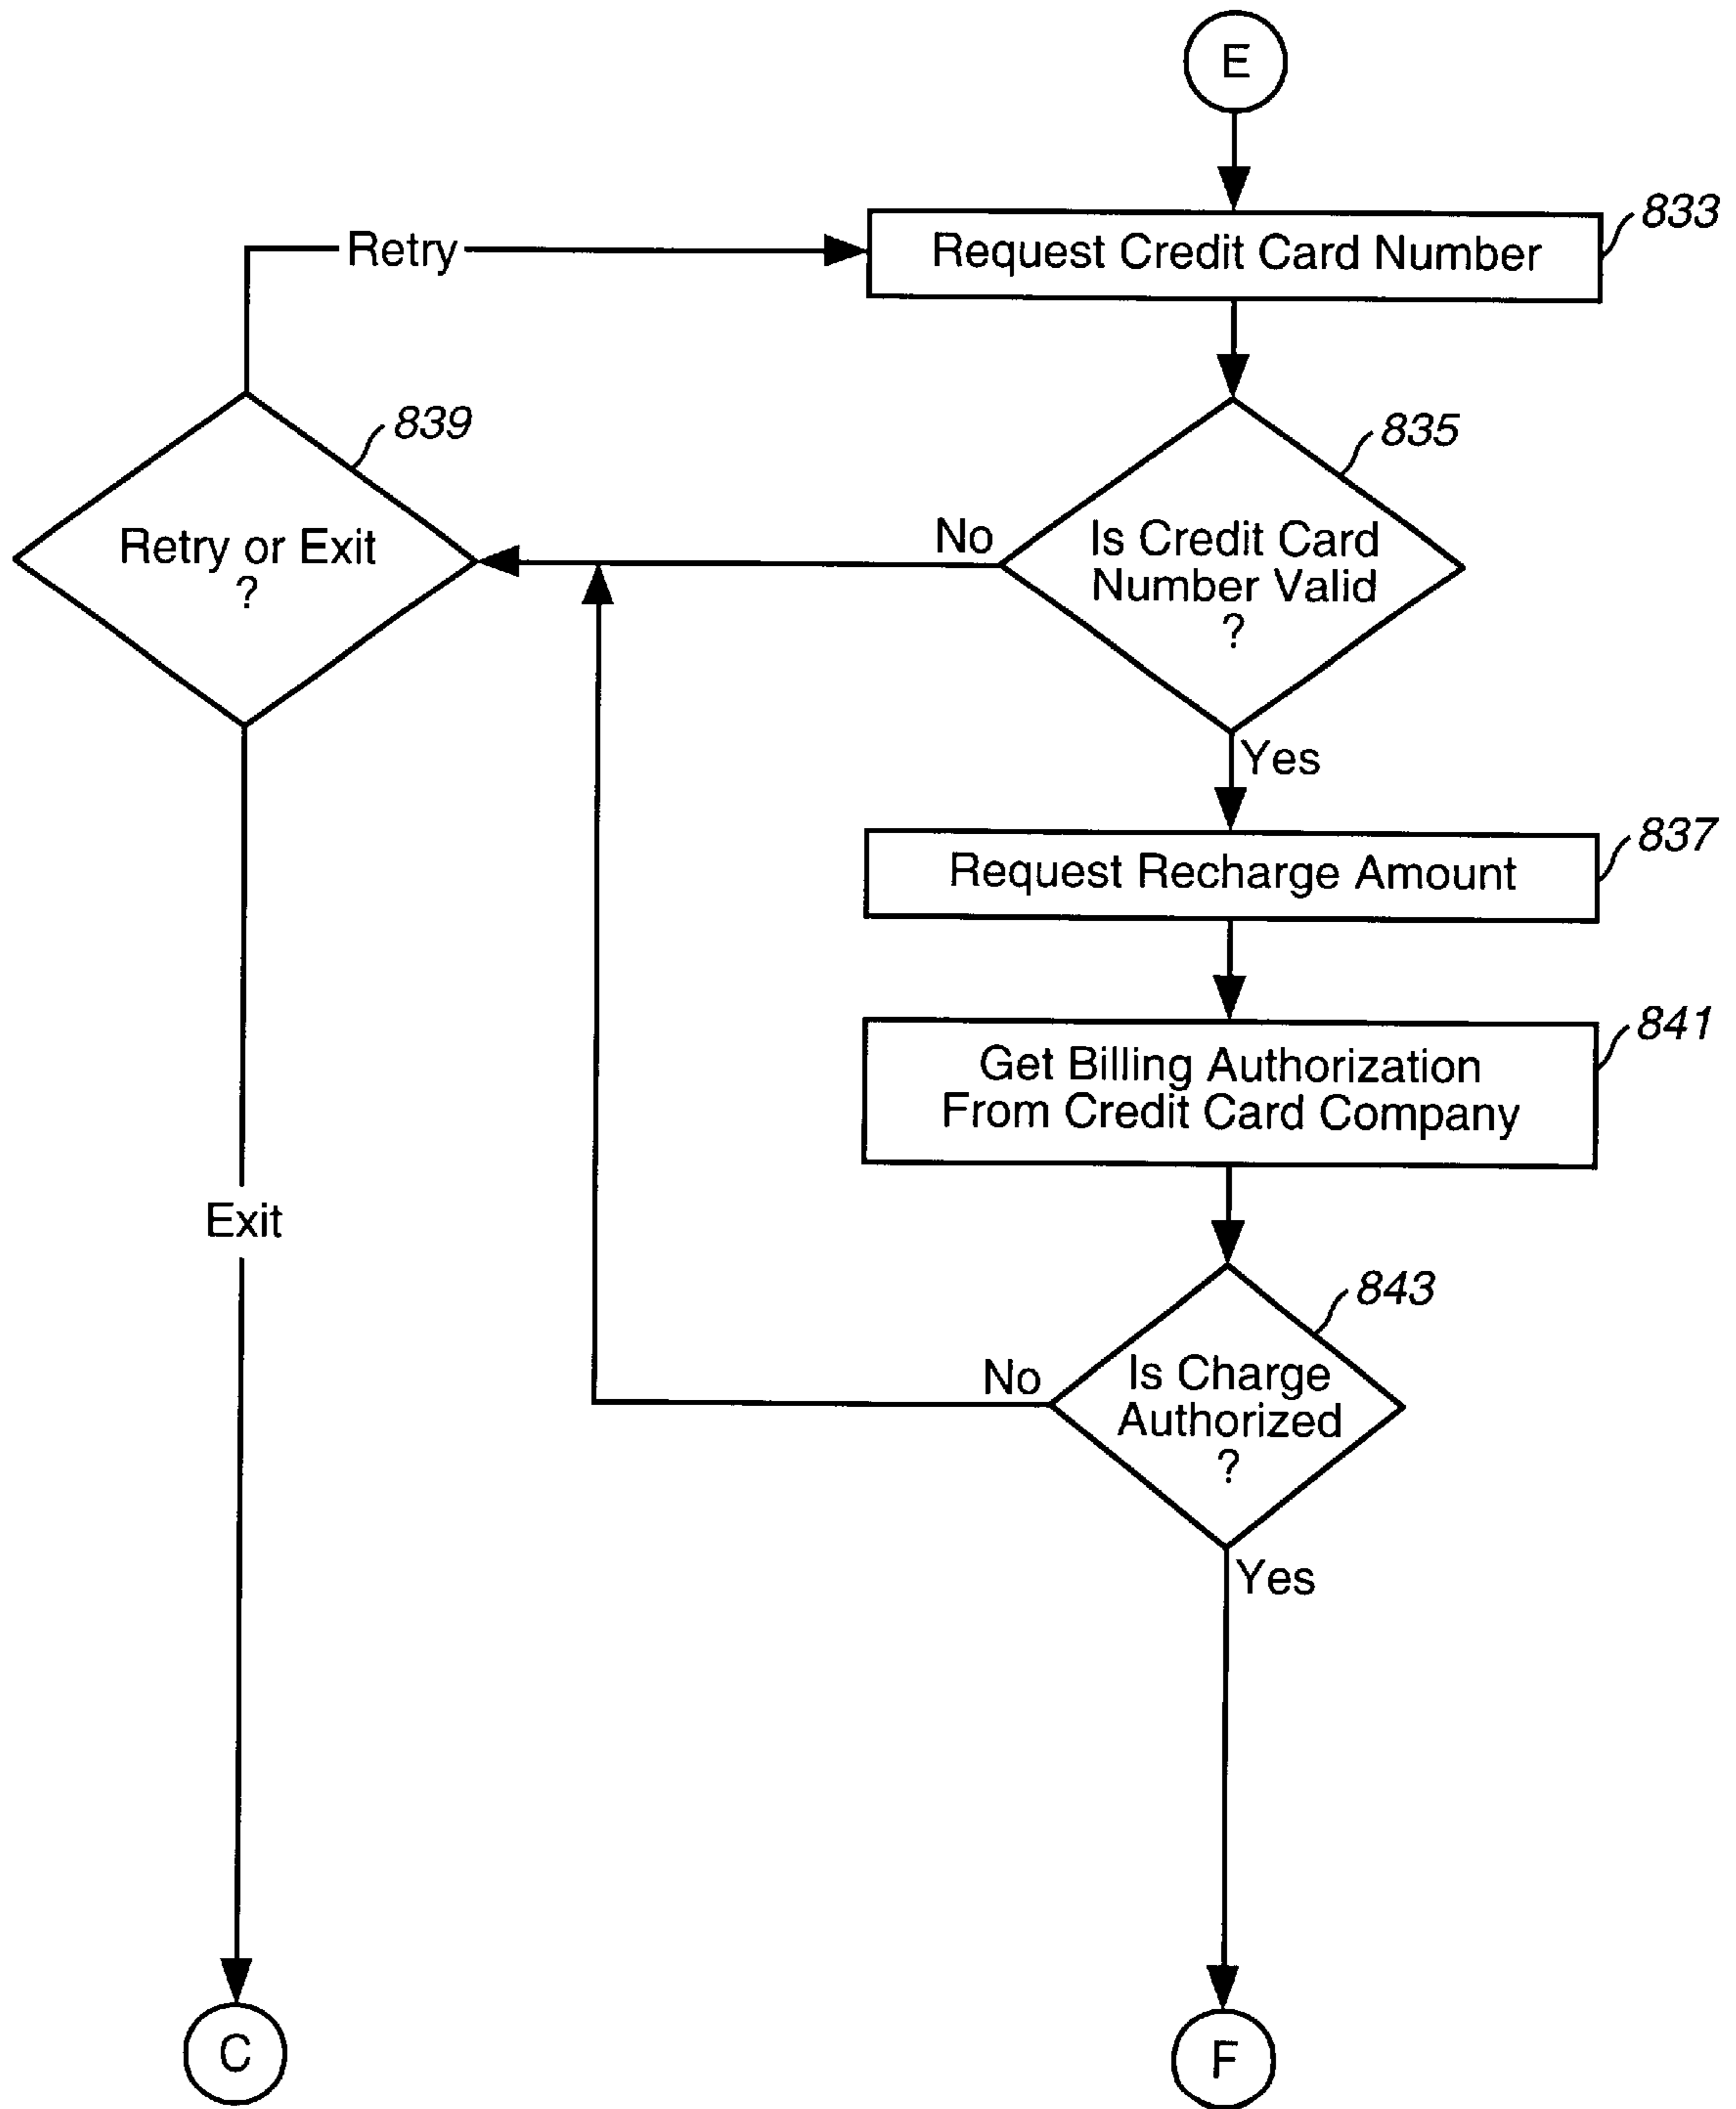 E
833
Request Credit Card Number
Retry
839
835
Retry or Exit
?
No
Is Credit Card
Number Valid
?
Yes
837
Request Recharge Amount
841
Get Billing Authorization
From Credit Card Company
Exit
843
No
Is Charge
Authorized
?
Yes
C
F